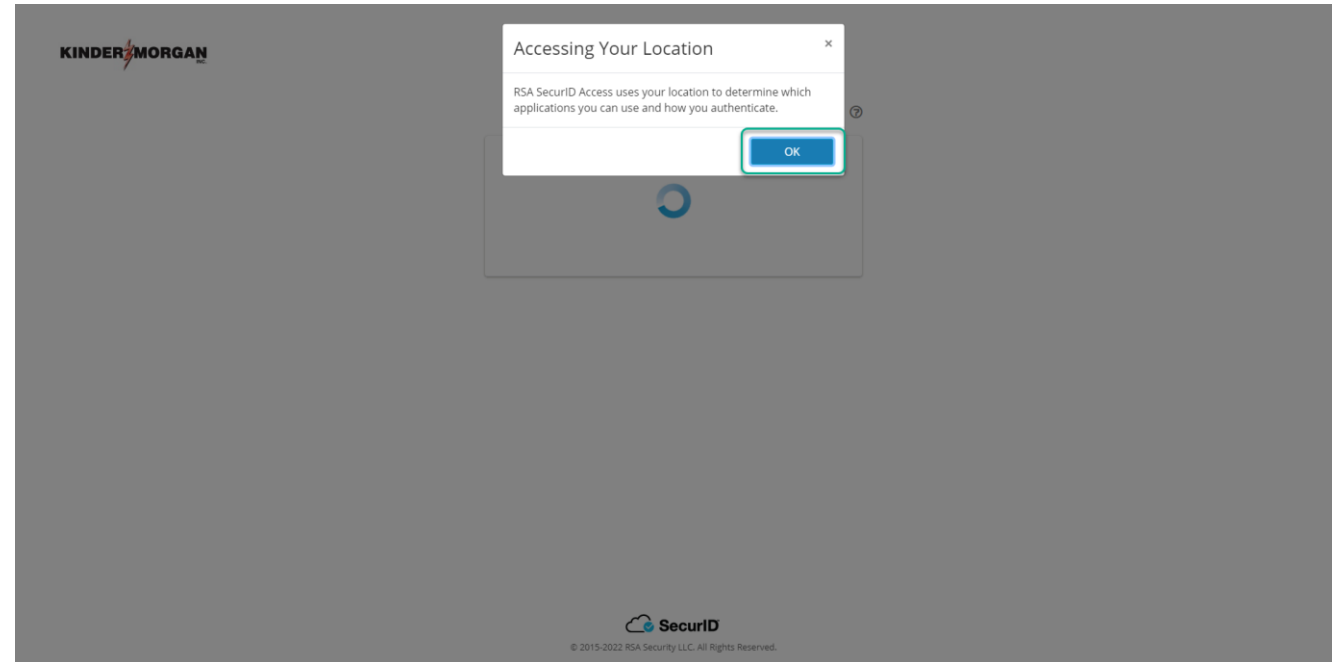 KINDER MORGAN
INC.
Accessing Your Location
×
RSA SecurID Access uses your location to determine which
applications you can use and how you authenticate.
?
OK
SecurID
© 2015-2022 RSA Security LLC. All Rights Reserved.